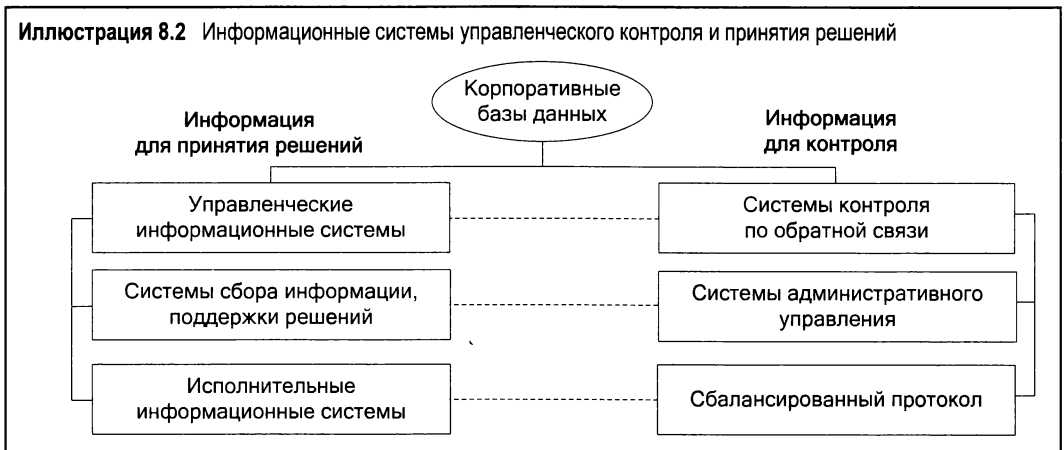 Иллюстрация 8.2 Информационные системы управленческого контроля и принятия решений
Корпоративные
базы данных
Информация
для принятия решений
Информация
для контроля
Управленческие
информационные системы
Системы контроля
по обратной связи
Системы сбора информации,
поддержки решений
Системы административного
управления
Исполнительные
информационные системы
Сбалансированный протокол